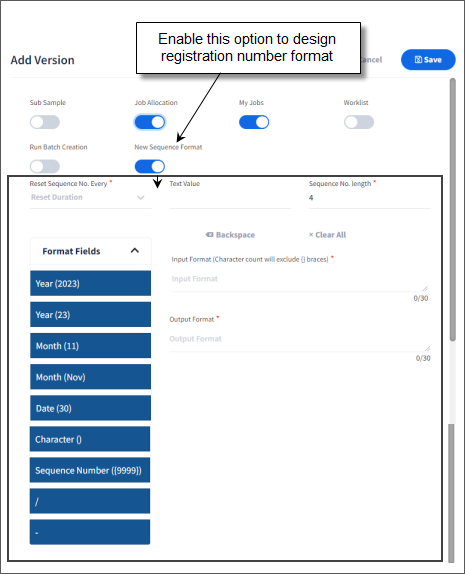 Enable this option to design
registration number format
Add Version
ancel
Save
Sub Sample
Job Allocation
My Jobs
Worklist
Run Batch Creation
New Sequence Format
Reset Sequence No. Every *
Text Value
Sequence No. length *
Reset Duration
4
Backspace
× Clear All
Format Fields
Input Format (Character count will exclude {} braces) *
Input Format
0/30
Output Format *
Output Format
0/30
Year (2023)
Year (23)
Month (11)
Month (Nov)
Date (30)
Character ()
Sequence Number ({9999})
/
-